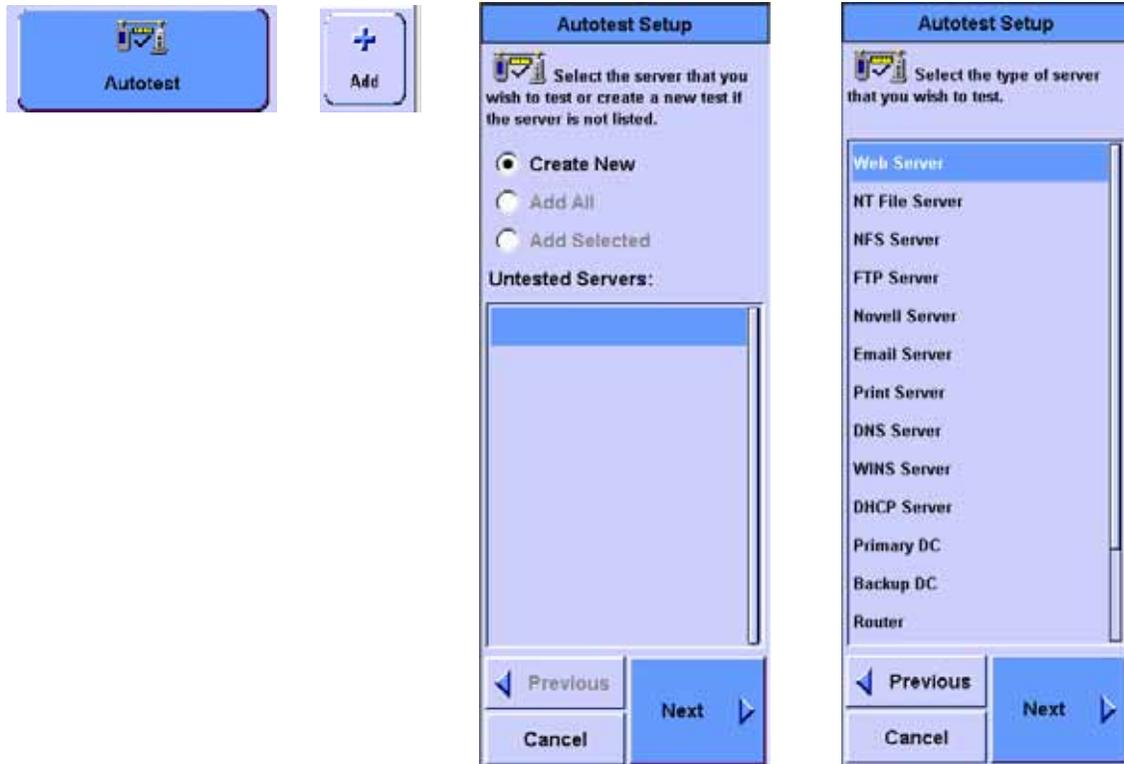 Autotest
Add
Autotest Setup
Select the server that you
wish to test or create a new test if
the server is not listed.
Create New
Add All
Add Selected
Untested Servers:
Previous
Next
Cancel
Autotest Setup
Select the type of server
that you wish to test.
Web Server
NT File Server
NFS Server
FTP Server
Novell Server
Email Server
Print Server
DNS Server
WINS Server
DHCP Server
Primary DC
Backup DC
Router
Previous
Next
Cancel